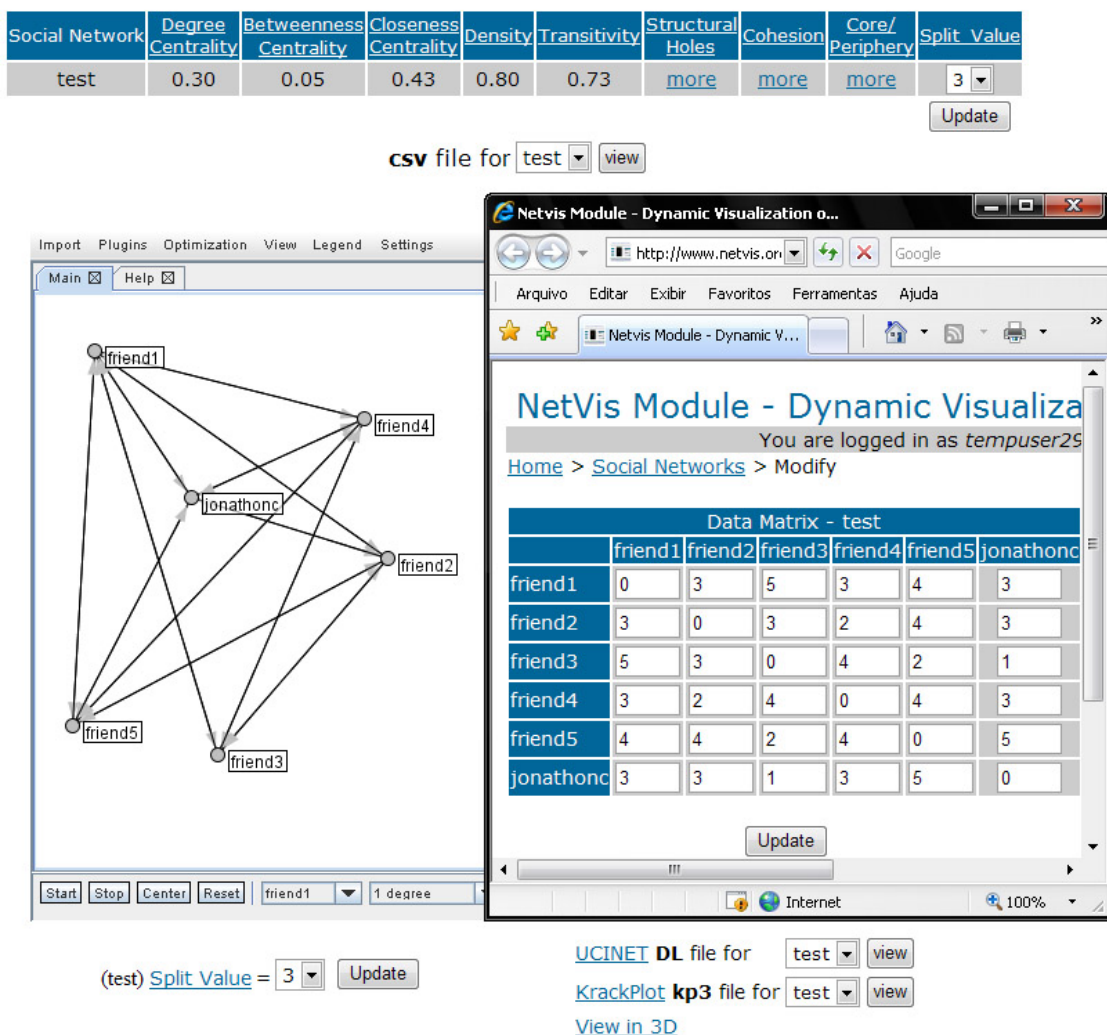 Social Network Degree Centrality Betweenness Centrality Closeness Centrality Density Transitivity Structural Holes Cohesion Core/ Periphery Split Value
test 0.30 0.05 0.43 0.80 0.73 more more more 3
Update
csv file for test view
Import Plugins Optimization View Legend Settings
Main Help
friend1
friend4
jonathonc
friend2
friend5
friend3
Start Stop Center Reset friend1 1 degree
(test) Split Value = 3 Update
Netvis Module - Dynamic Visualization o...
http://www.netvis.or Google
Arquivo Editar Exibir Favoritos Ferramentas Ajuda
Netvis Module - Dynamic V... »
NetVis Module - Dynamic Visualiza
You are logged in as tempuser29
Home > Social Networks > Modify
Data Matrix - test
friend1 friend2 friend3 friend4 friend5 jonathonc
friend1 0 3 5 3 4 3
friend2 3 0 3 2 4 3
friend3 5 3 0 4 2 1
friend4 3 2 4 0 4 3
friend5 4 4 2 4 0 5
jonathonc 3 3 1 3 5 0
Update
Internet 100%
UCINET DL file for test view
KrackPlot kp3 file for test view
View in 3D